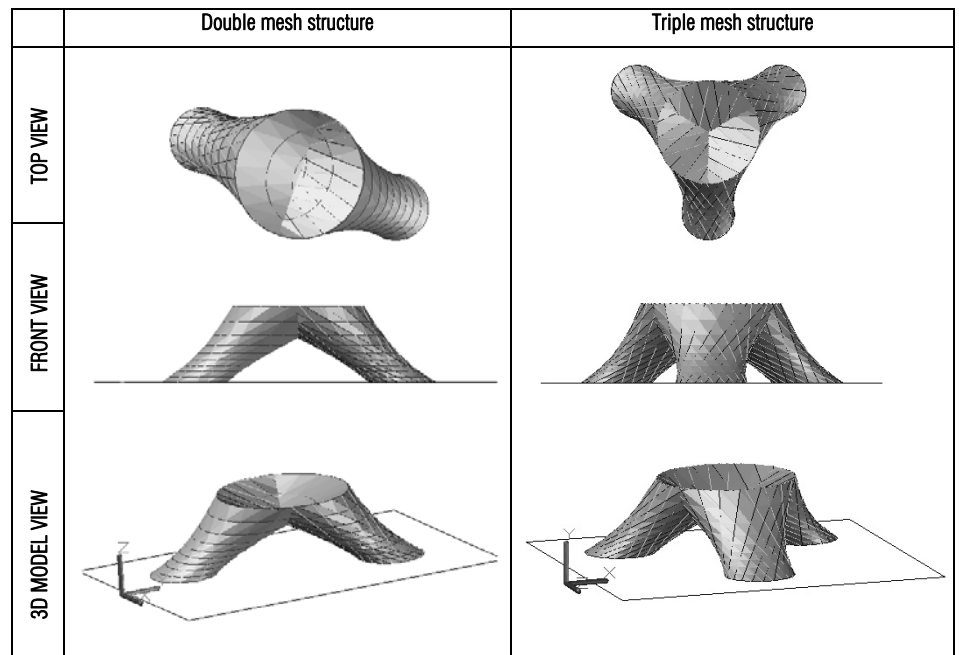 Double mesh structure
Triple mesh structure
TOP VIEW
FRONT VIEW
3D MODEL VIEW
Z
Y
X